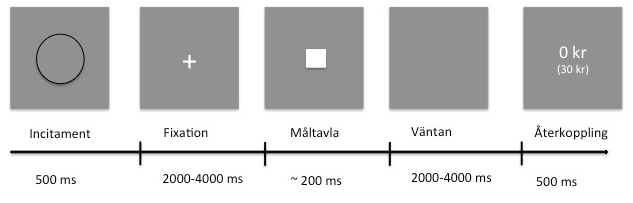 +
0 kr
(30 kr)
Incitament
Fixation
Måltavla
Väntan
Återkoppling
500 ms
2000-4000 ms
~ 200 ms
2000-4000 ms
500 ms